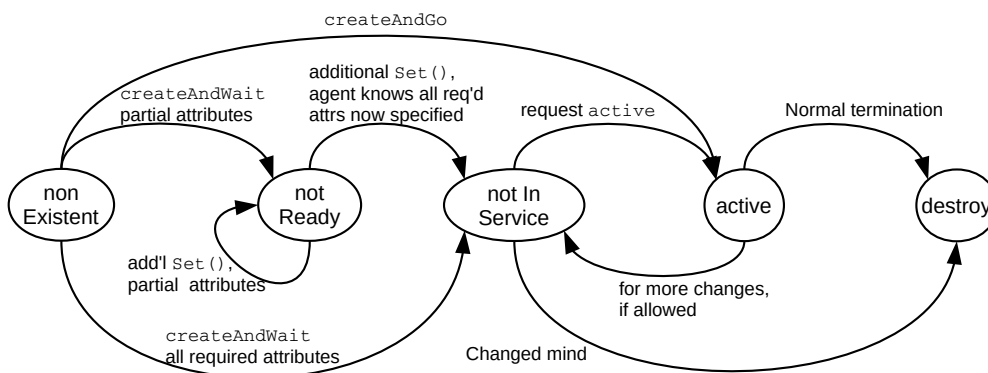 createAndGo
createAndWait
partial attributes
additional Set(),
agent knows all req'd
attrs now specified
request active
Normal termination
non
Existent
not
Ready
not In
Service
active
destroy
add'l Set(),
partial attributes
for more changes,
if allowed
createAndWait
all required attributes
Changed mind